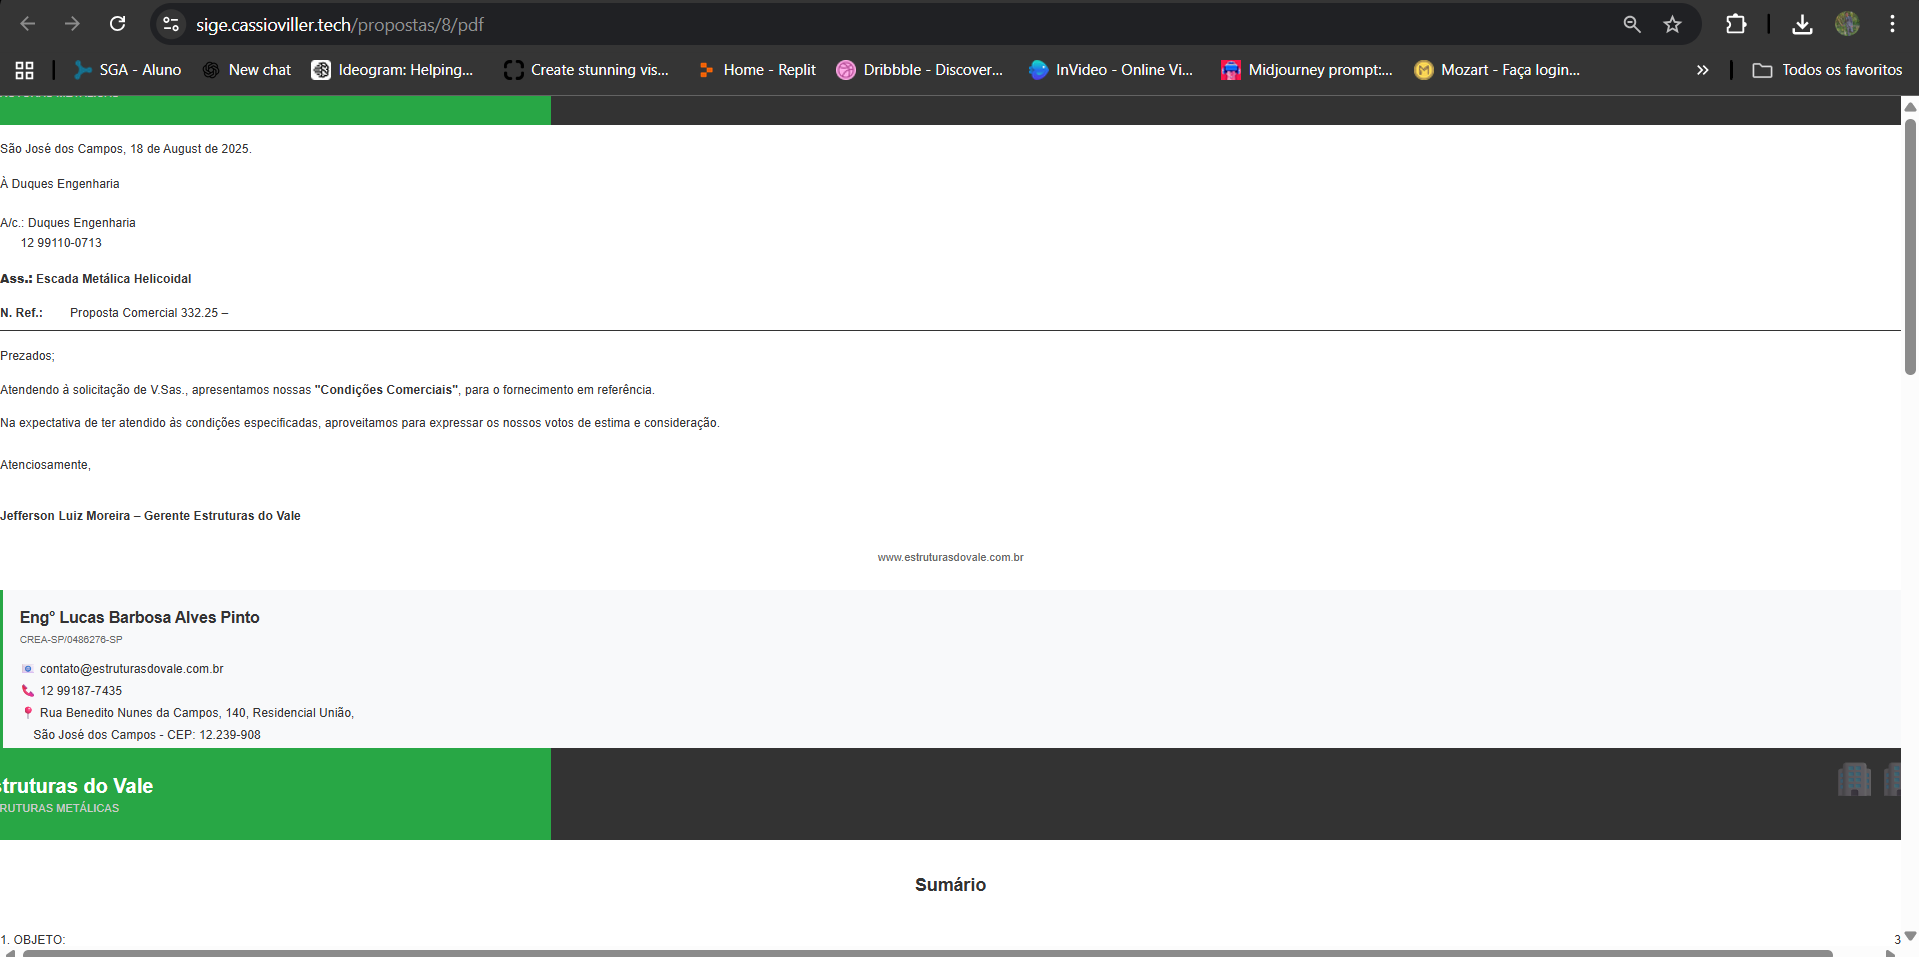 sige.cassioviller.tech/propostas/8/pdf
SGA - Aluno
New chat
Ideogram: Helping...
Create stunning vis...
Home - Replit
Dribbble - Discover...
InVideo - Online Vi...
Midjourney prompt:...
Mozart - Faça login...
Todos os favoritos
São José dos Campos, 18 de August de 2025.
À Duques Engenharia
A/c.: Duques Engenharia
12 99110-0713
Ass.: Escada Metálica Helicoidal
N. Ref.: Proposta Comercial 332.25 –
Prezados;
Atendendo à solicitação de V.Sas., apresentamos nossas "Condições Comerciais", para o fornecimento em referência.
Na expectativa de ter atendido às condições especificadas, aproveitamos para expressar os nossos votos de estima e consideração.
Atenciosamente,
Jefferson Luiz Moreira – Gerente Estruturas do Vale
www.estruturasdovale.com.br
Eng° Lucas Barbosa Alves Pinto
CREA-SP/0486276-SP
contato@estruturasdovale.com.br
12 99187-7435
Rua Benedito Nunes da Campos, 140, Residencial União,
São José dos Campos - CEP: 12.239-908
struturas do Vale
RUTURAS METÁLICAS
Sumário
1. OBJETO: 3